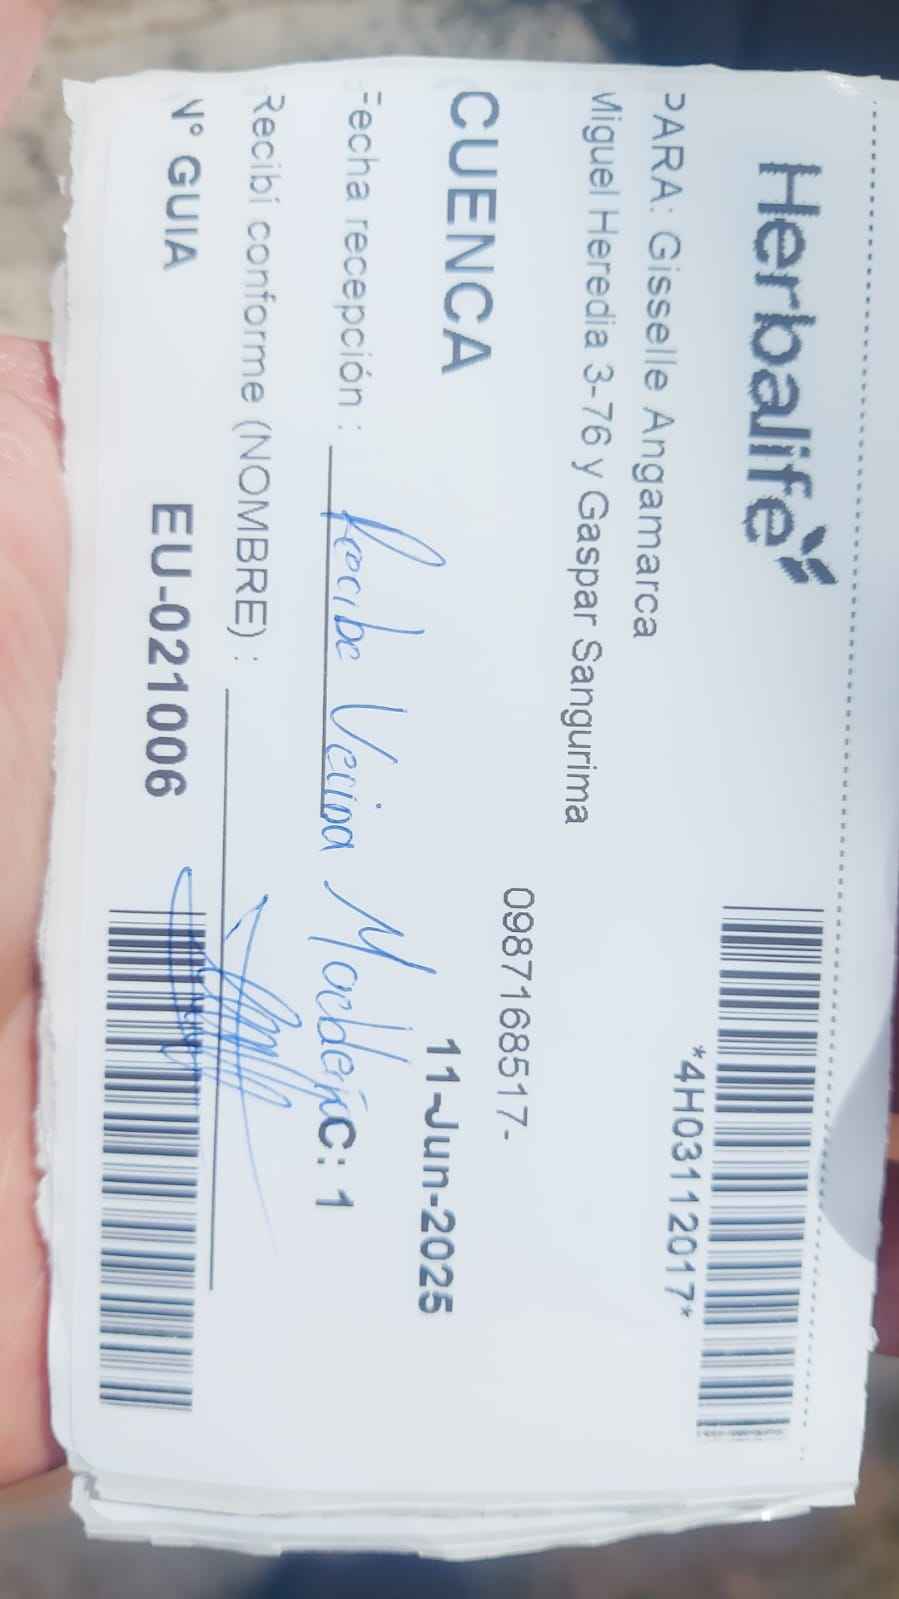 Herbalife
*4H03112017*
PARA: Gisselle Angamarca
Miguel Heredia 3-76 y Gaspar Sangurima
0987168517-
CUENCA
11-Jun-2025
Fecha recepción : Recibe Vecina
C: 1
Recibí conforme (NOMBRE) :
N° GUIA EU-021006